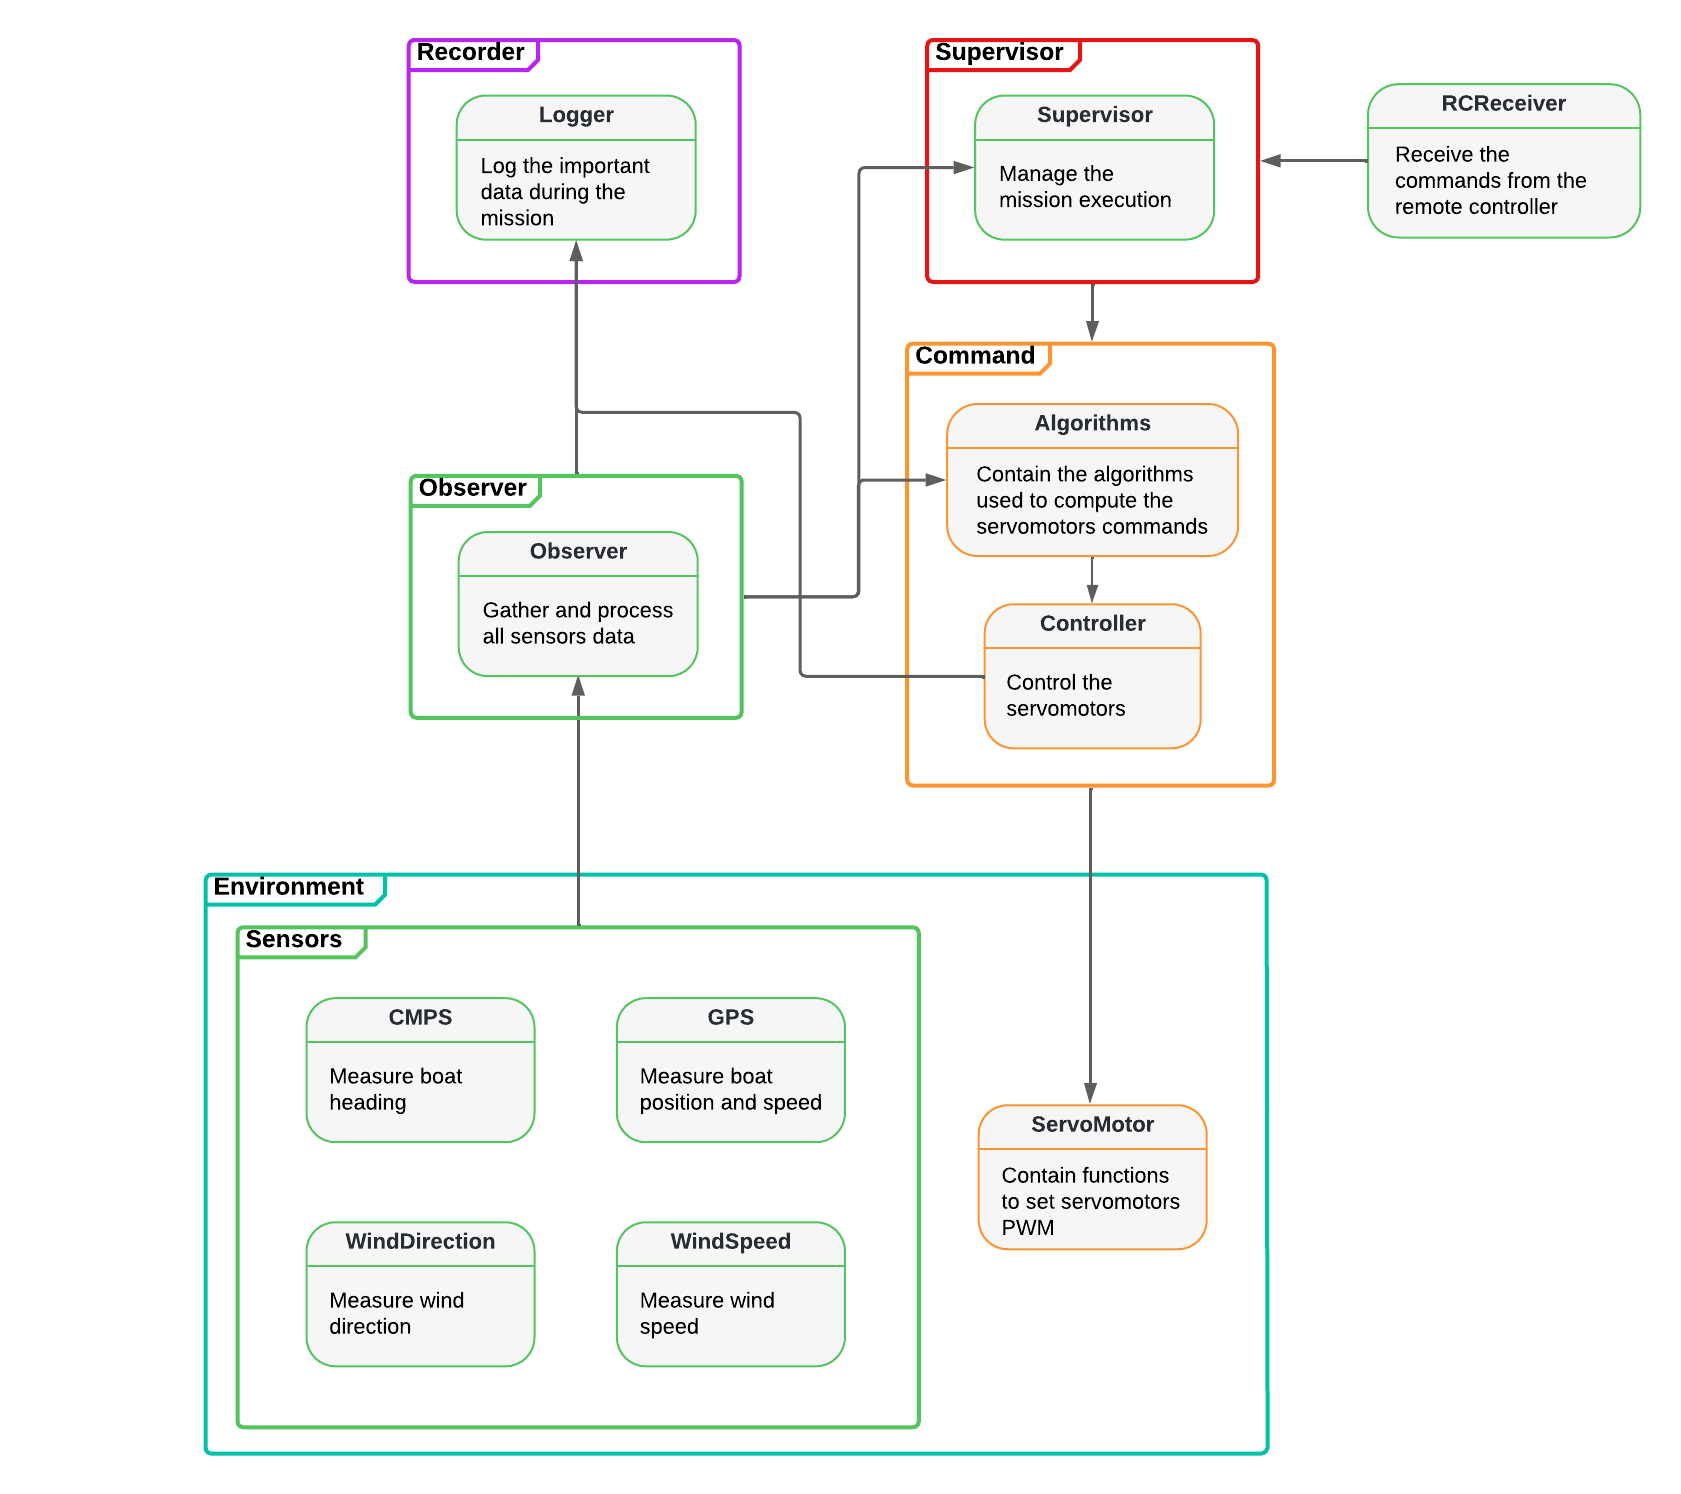 Recorder
Logger
Log the important
data during the
mission
Supervisor
Supervisor
Manage the
mission execution
RCReceiver
Receive the
commands from the
remote controller
Command
Algorithms
Contain the algorithms
used to compute the
servomotors commands
Controller
Control the
servomotors
Observer
Observer
Gather and process
all sensors data
Environment
Sensors
CMPS
Measure boat
heading
GPS
Measure boat
position and speed
WindDirection
Measure wind
direction
WindSpeed
Measure wind
speed
ServoMotor
Contain functions
to set servomotors
PWM